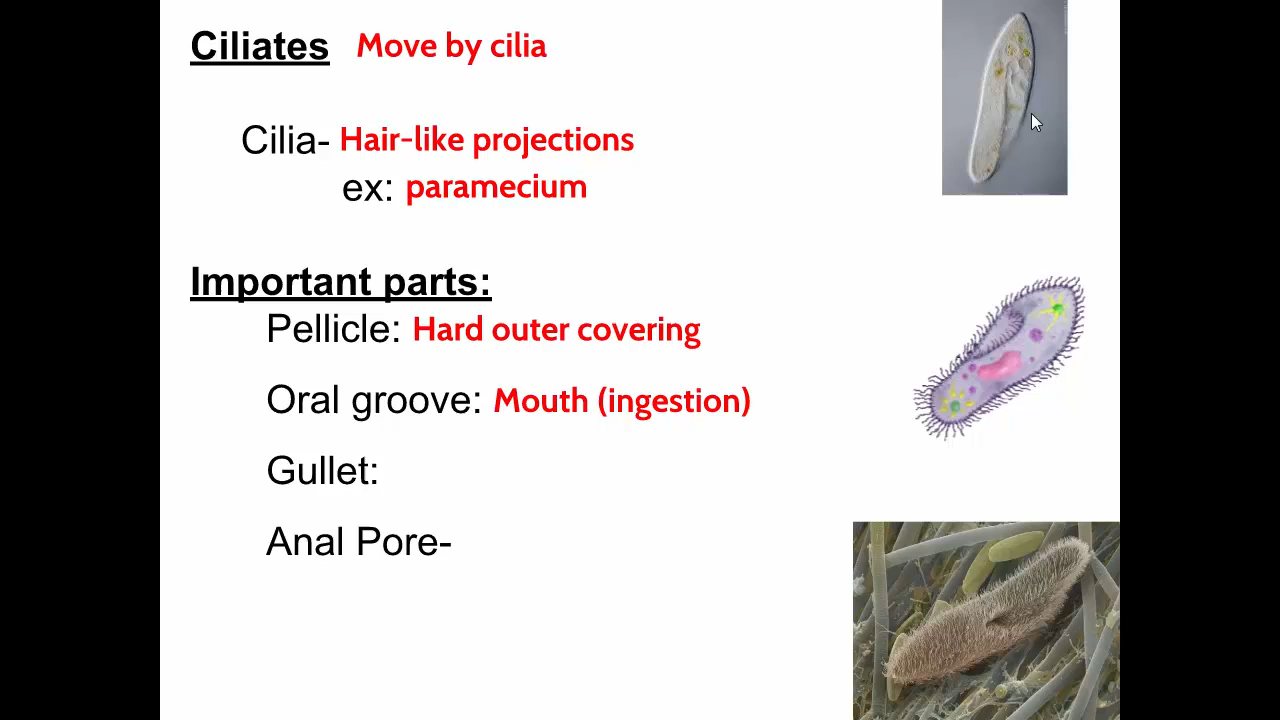 Ciliates Move by cilia
Cilia- Hair-like projections
ex: paramecium
Important parts:
Pellicle: Hard outer covering
Oral groove: Mouth (ingestion)
Gullet:
Anal Pore-